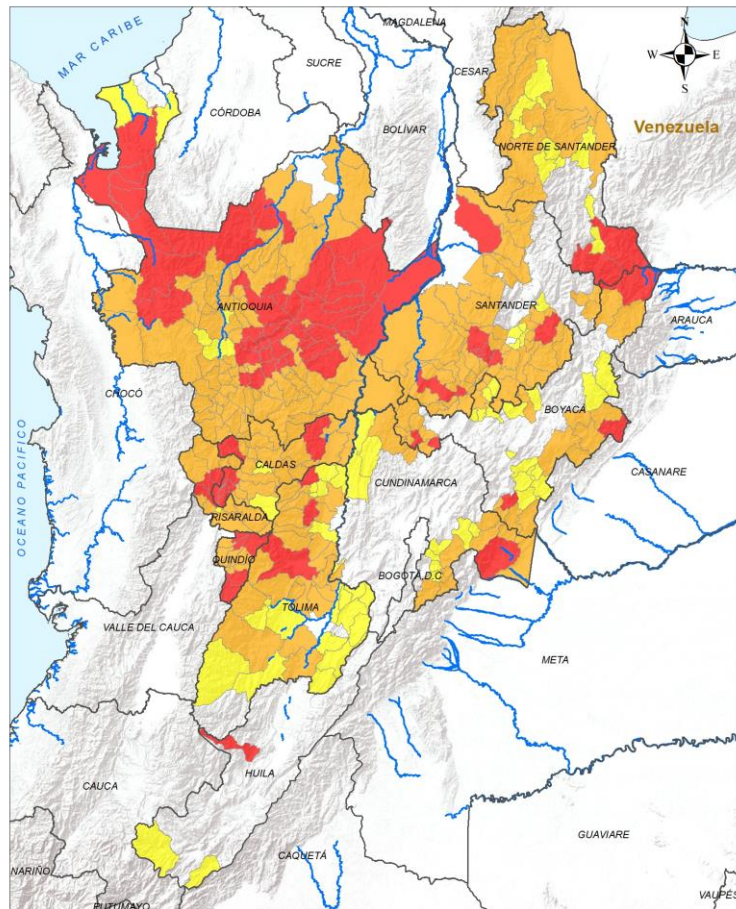 MAGDALENA
N
W E
S
MAR CARIBE
SUCRE
CESAR
CÓRDOBA
BOLÍVAR
Venezuela
NORTE DE SANTANDER
ANTIOQUIA
SANTANDER
ARAUCA
CHOCÓ
BOYACÁ
CALDAS
CUNDINAMARCA
CASANARE
OCEANO PACIFICO
RISARALDA
QUINDÍO
BOGOTÁ,D.C
TOLIMA
VALLE DEL CAUCA
META
HUILA
CAUCA
GUAVIARE
CAQUETÁ
NARIÑO
PUTUMAYO
VAUPÉS